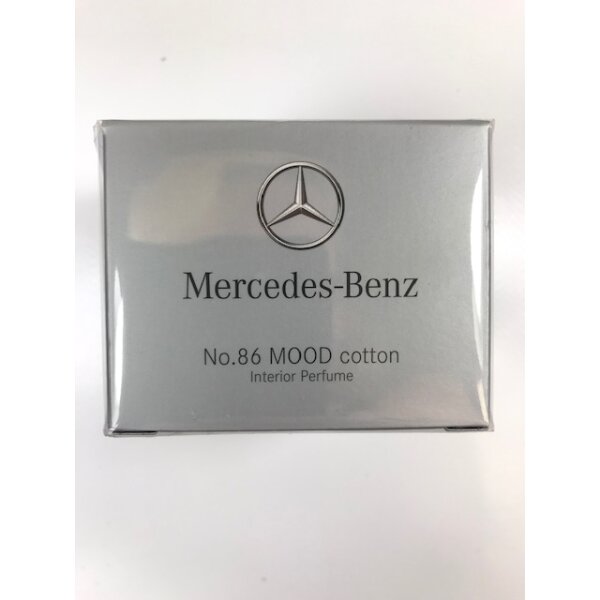 Mercedes-Benz
No.86 MOOD cotton
Interior Perfume